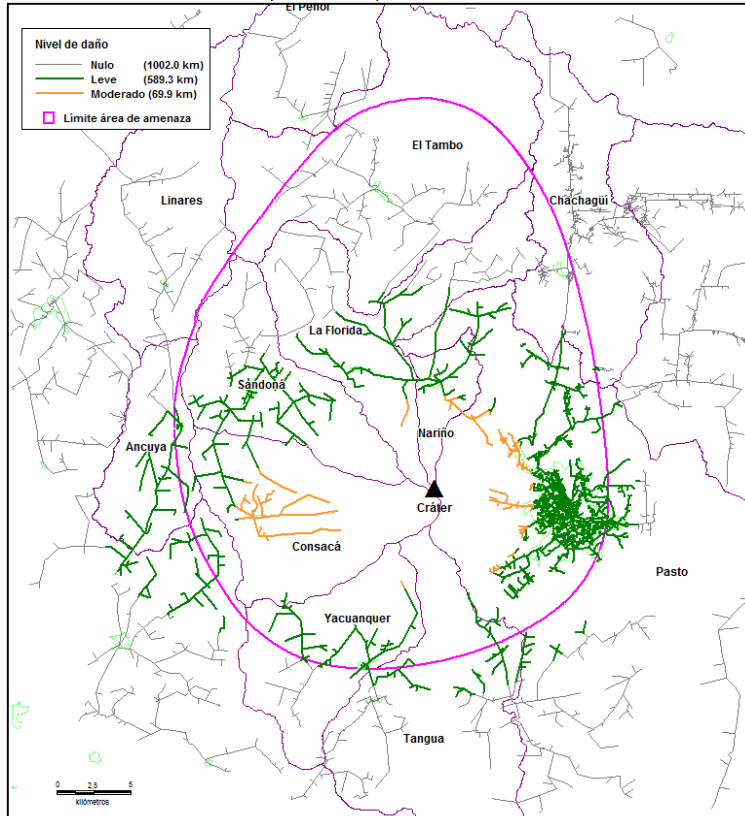 El Peñol
Nivel de daño
Nulo (1002.0 km)
Leve (589.3 km)
Moderado (69.9 km)
Límite área de amenaza
El Tambo
Linares
Chachagüí
La Florida
Sándoná
Nariño
Ancuya
Cráter
Consacá
Pasto
Yacuanquer
Tangua
0 2,5 5
kilómetros